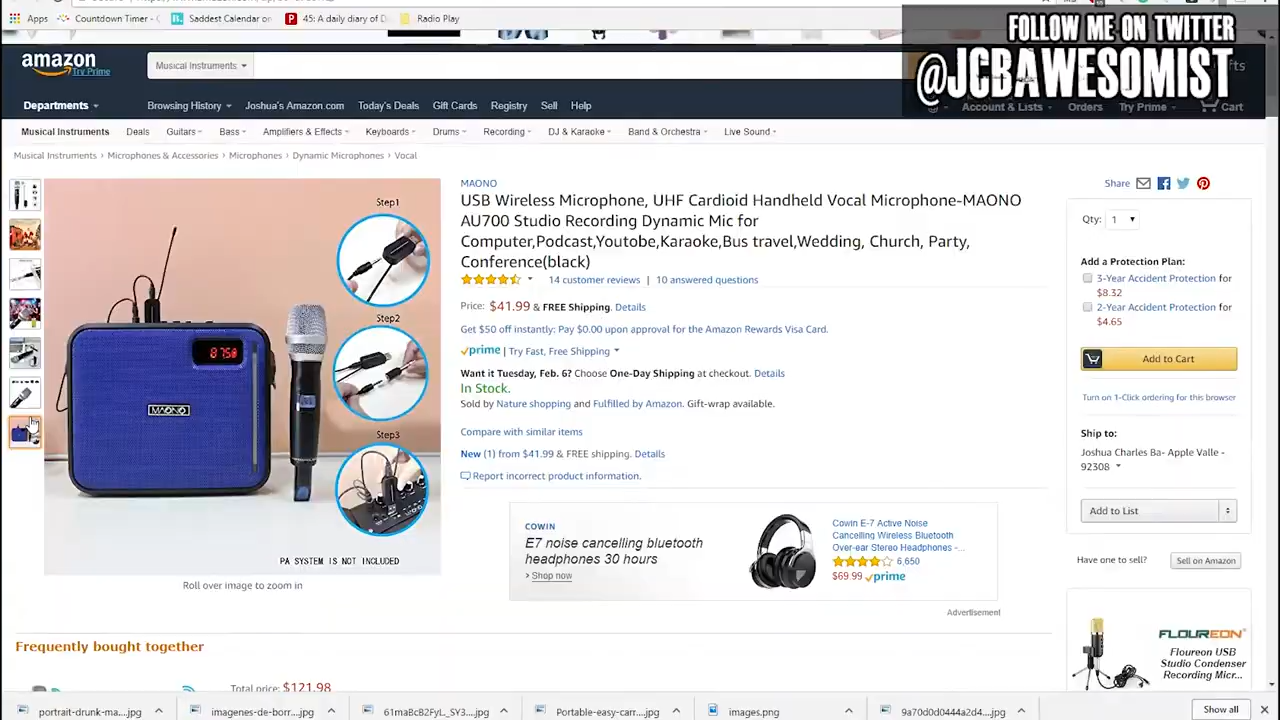 FOLLOW ME ON TWITTER
@JCBAWESOMIST
Apps
Countdown Timer -
Saddest Calendar or
45: A daily diary of D
Radio Play
amazon
Try Prime
Musical Instruments
Departments
Browsing History
Joshua's Amazon.com
Today's Deals
Gift Cards
Registry
Sell
Help
Account & Lists
Orders
Try Prime
Cart
Musical Instruments
Deals
Guitars
Bass
Amplifiers & Effects
Keyboards
Drums
Recording
DJ & Karaoke
Band & Orchestra
Live Sound
Musical Instruments › Microphones & Accessories › Microphones › Dynamic Microphones › Vocal
Step1
Step2
Step3
875
MAONO
PA SYSTEM IS NOT INCLUDED
Roll over image to zoom in
MAONO
USB Wireless Microphone, UHF Cardioid Handheld Vocal Microphone-MAONO
AU700 Studio Recording Dynamic Mic for
Computer,Podcast,Youtube,Karaoke,Bus travel,Wedding, Church, Party,
Conference(black)
14 customer reviews | 10 answered questions
Price: $41.99 & FREE Shipping. Details
Get $50 off instantly: Pay $0.00 upon approval for the Amazon Rewards Visa Card.
prime | Try Fast, Free Shipping
Want it Tuesday, Feb. 6? Choose One-Day Shipping at checkout. Details
In Stock.
Sold by Nature shopping and Fulfilled by Amazon. Gift-wrap available.
Compare with similar items
New (1) from $41.99 & FREE shipping. Details
Report incorrect product information.
COWIN
E7 noise cancelling bluetooth
headphones 30 hours
› Shop now
Cowin E-7 Active Noise
Cancelling Wireless Bluetooth
Over-ear Stereo Headphones -...
6,650
$69.99 prime
Advertisement
Share
Qty: 1
Add a Protection Plan:
3-Year Accident Protection for
$8.32
2-Year Accident Protection for
$4.65
Add to Cart
Turn on 1-Click ordering for this browser
Ship to:
Joshua Charles Ba- Apple Valle -
92308
Add to List
Have one to sell?
Sell on Amazon
FLOUREON®
Floureon USB
Studio Condenser
Recording Micr...
Frequently bought together
Total price: $121.98
portrait-drunk-ma....jpg
imagenes-de-borr....jpg
61maBcB2FyL_SY3....jpg
Portable-easy-carr....jpg
images.png
9a70d0d0444a2d4....jpg
Show all